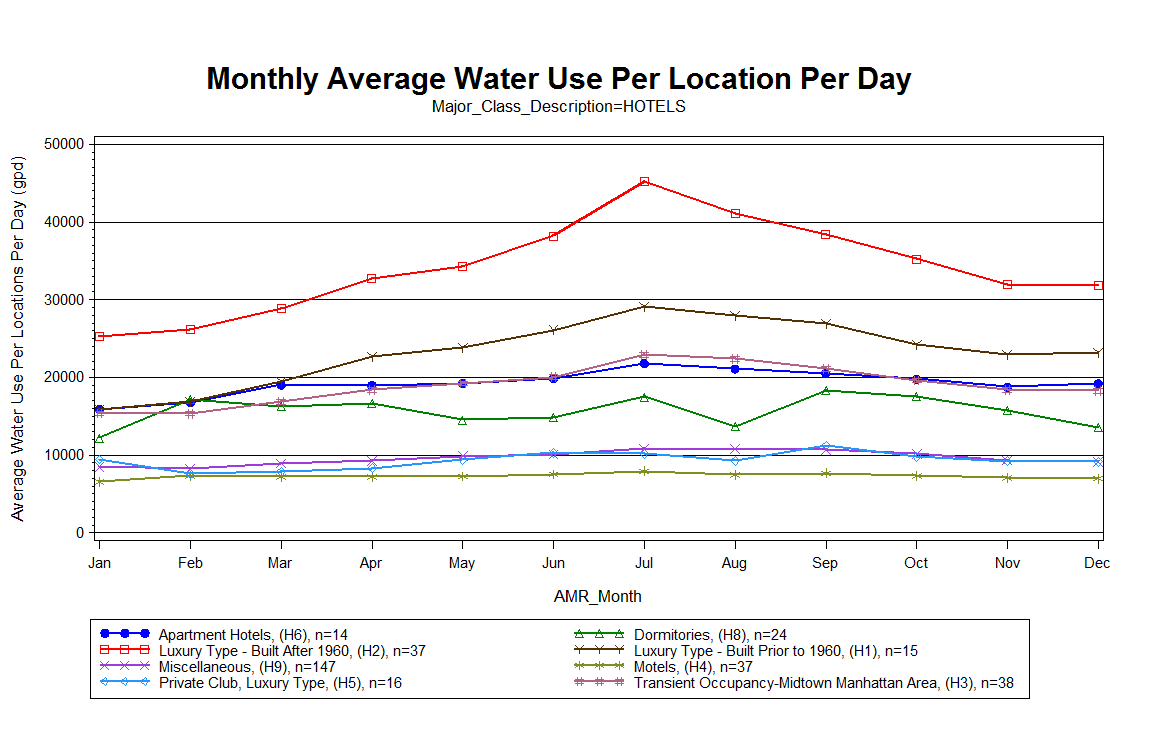 Monthly Average Water Use Per Location Per Day
Major_Class_Description=HOTELS
Average Water Use Per Locations Per Day (gpd)
50000
40000
30000
20000
10000
0
Jan Feb Mar Apr May Jun Jul Aug Sep Oct Nov Dec
AMR_Month
Apartment Hotels, (H6), n=14 Dormitories, (H8), n=24
Luxury Type - Built After 1960, (H2), n=37 Luxury Type - Built Prior to 1960, (H1), n=15
Miscellaneous, (H9), n=147 Motels, (H4), n=37
Private Club, Luxury Type, (H5), n=16 Transient Occupancy-Midtown Manhattan Area, (H3), n=38